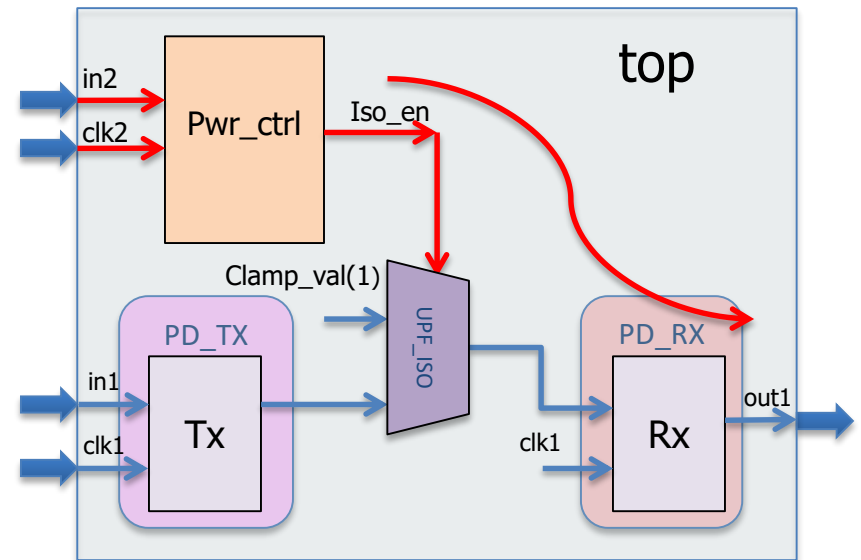 top
in2
clk2
Pwr_ctrl
Iso_en
Clamp_val(1)
UPF_ISO
PD_TX
in1
clk1
Tx
PD_RX
clk1
Rx
out1